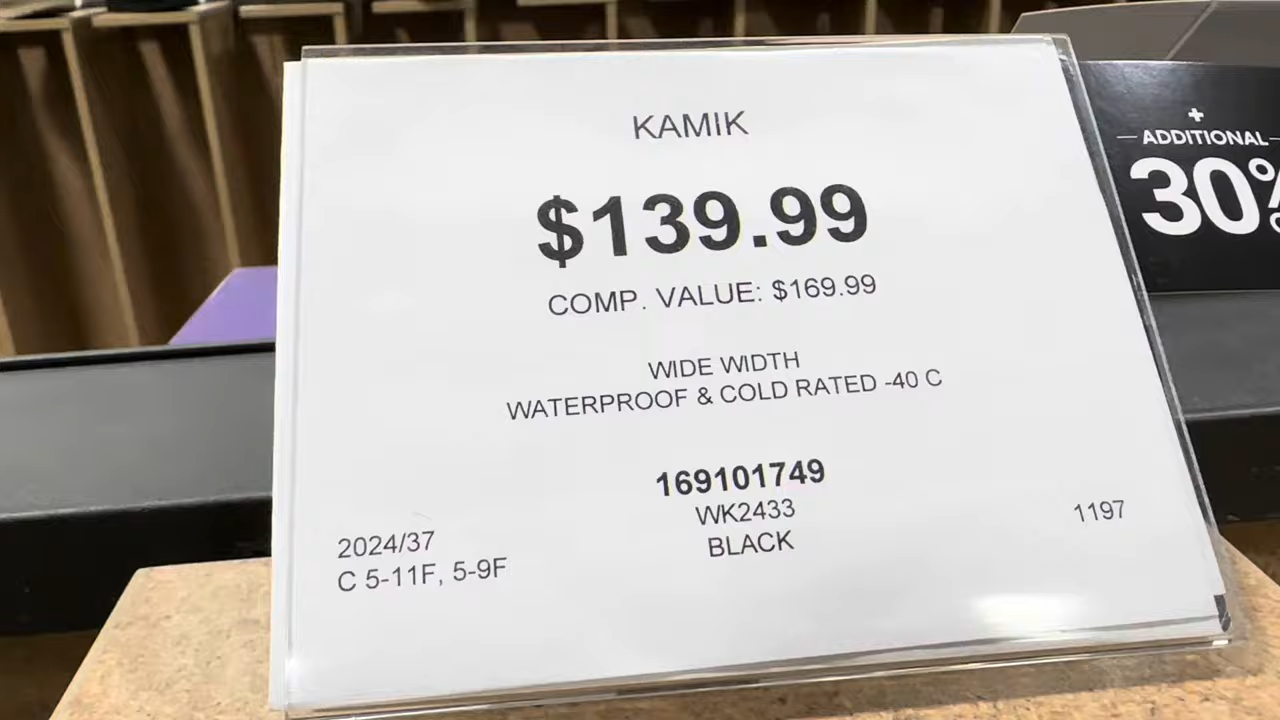 KAMIK
$139.99
COMP. VALUE: $169.99
WIDE WIDTH
WATERPROOF & COLD RATED -40 C
169101749
WK2433
BLACK
2024/37
C 5-11F, 5-9F
1197
+
ADDITIONAL
30%